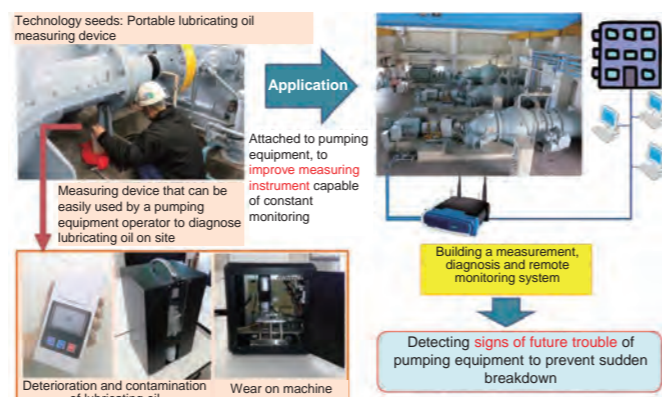 Technology seeds: Portable lubricating oil
measuring device
Application
Attached to pumping
equipment, to
improve measuring
instrument capable
of constant
monitoring
Measuring device that can be
easily used by a pumping
equipment operator to diagnose
lubricating oil on site
Deterioration and contamination
of lubricating oil
Wear on machine
Building a measurement,
diagnosis and remote
monitoring system
Detecting signs of future trouble of
pumping equipment to prevent sudden
breakdown